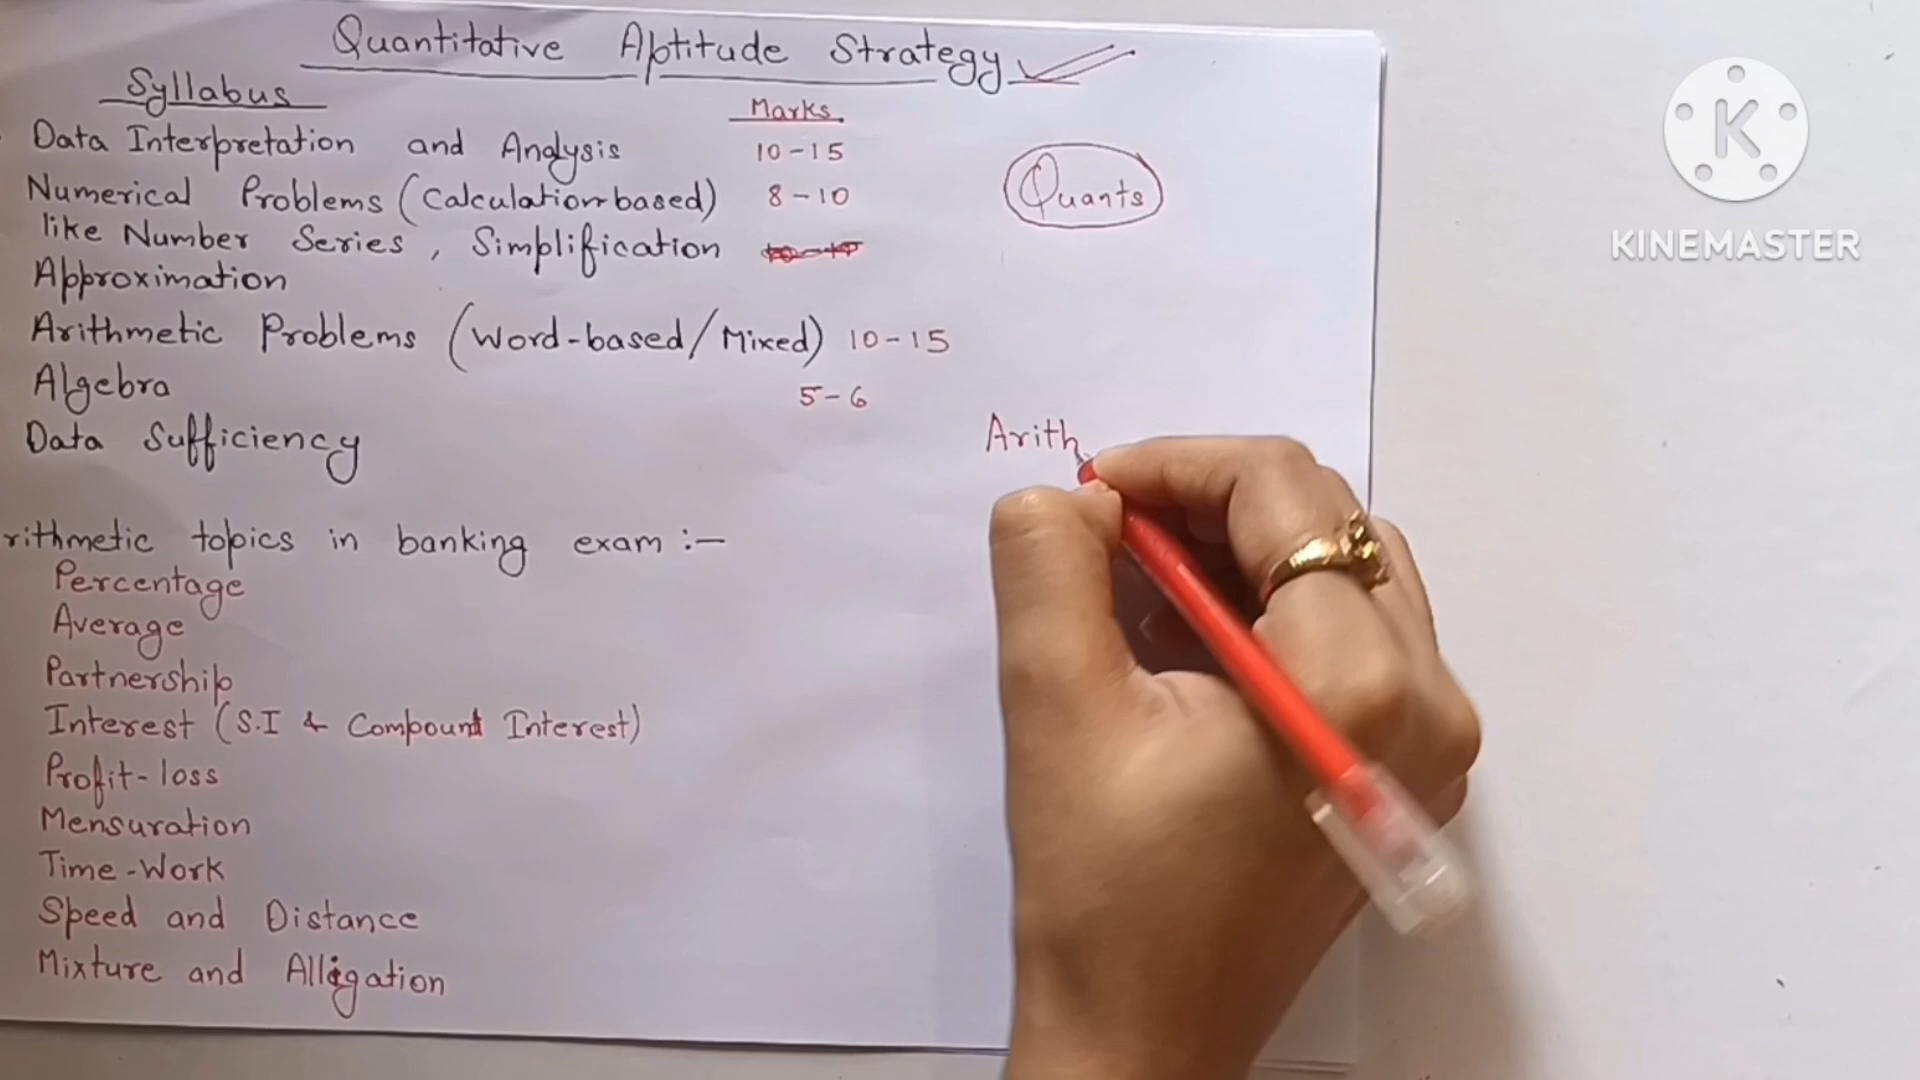 Quantitative Aptitude Strategy
Syllabus
Marks
Data Interpretation and Analysis 10-15
Numerical Problems (Calculation-based) 8-10
like Number Series, Simplification
Approximation
Arithmetic Problems (Word-based/Mixed) 10-15
Algebra 5-6
Data Sufficiency
Quants
Arith
rithmetic topics in banking exam :-
Percentage
Average
Partnership
Interest (S.I & Compount Interest)
Profit-loss
Mensuration
Time-Work
Speed and Distance
Mixture and Alligation
K
KINEMASTER